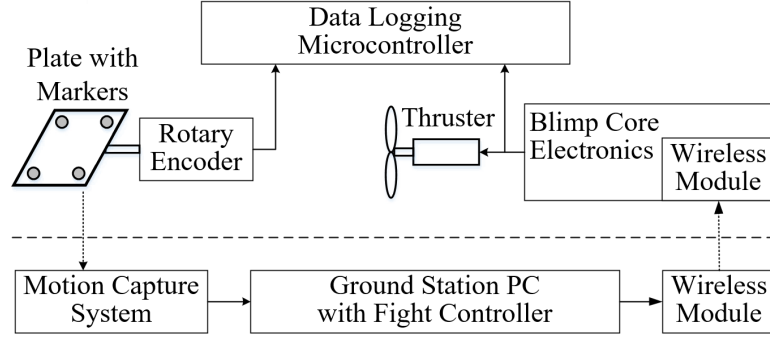 Data Logging
Microcontroller
Plate with
Markers
Rotary
Encoder
Thruster
Blimp Core
Electronics
Wireless
Module
Motion Capture
System
Ground Station PC
with Fight Controller
Wireless
Module